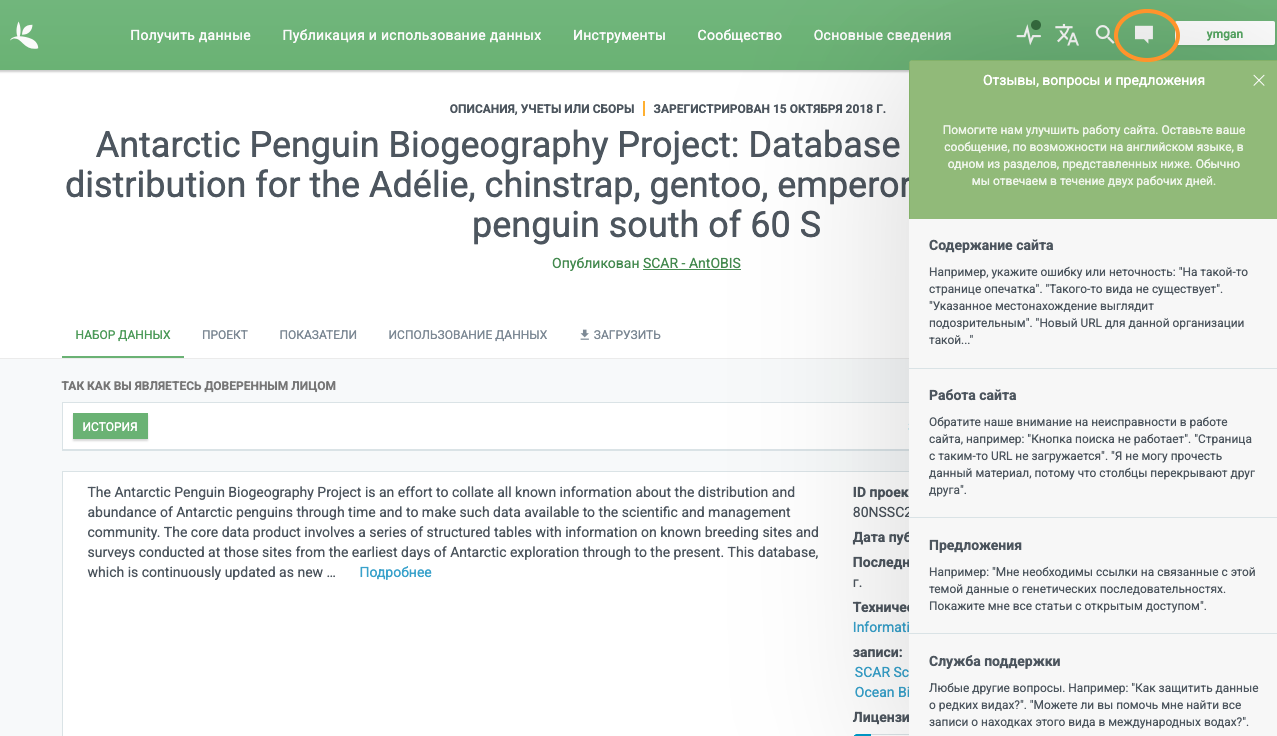 Получить данные
Публикация и использование данных
Инструменты
Сообщество
Основные сведения
ymgan
ОПИСАНИЯ, УЧЕТЫ ИЛИ СБОРЫ
ЗАРЕГИСТРИРОВАН 15 ОКТЯБРЯ 2018 Г.
Antarctic Penguin Biogeography Project: Database
distribution for the Adélie, chinstrap, gentoo, emperor
penguin south of 60 S
Опубликован SCAR - AntOBIS
НАБОР ДАННЫХ
ПРОЕКТ
ПОКАЗАТЕЛИ
ИСПОЛЬЗОВАНИЕ ДАННЫХ
ЗАГРУЗИТЬ
ТАК КАК ВЫ ЯВЛЯЕТЕСЬ ДОВЕРЕННЫМ ЛИЦОМ
ИСТОРИЯ
The Antarctic Penguin Biogeography Project is an effort to collate all known information about the distribution and
abundance of Antarctic penguins through time and to make such data available to the scientific and management
community. The core data product involves a series of structured tables with information on known breeding sites and
surveys conducted at those sites from the earliest days of Antarctic exploration through to the present. This database,
which is continuously updated as new ... Подробнее
ID проек
80NSSC2
Дата пуб
Последн
г.
Техничес
Informati
записи:
SCAR Sc
Ocean Bi
Лицензи
Отзывы, вопросы и предложения
Помогите нам улучшить работу сайта. Оставьте ваше
сообщение, по возможности на английском языке, в
одном из разделов, представленных ниже. Обычно
мы отвечаем в течение двух рабочих дней.
Содержание сайта
Например, укажите ошибку или неточность: "На такой-то
странице опечатка". "Такого-то вида не существует".
"Указанное местонахождение выглядит
подозрительным". "Новый URL для данной организации
такой..."
Работа сайта
Обратите наше внимание на неисправности в работе
сайта, например: "Кнопка поиска не работает". "Страница
с таким-то URL не загружается". "Я не могу прочесть
данный материал, потому что столбцы перекрывают друг
друга".
Предложения
Например: "Мне необходимы ссылки на связанные с этой
темой данные о генетических последовательностях.
Покажите мне все статьи с открытым доступом".
Служба поддержки
Любые другие вопросы. Например: "Как защитить данные
о редких видах?". "Можете ли вы помочь мне найти все
записи о находках этого вида в международных водах?".